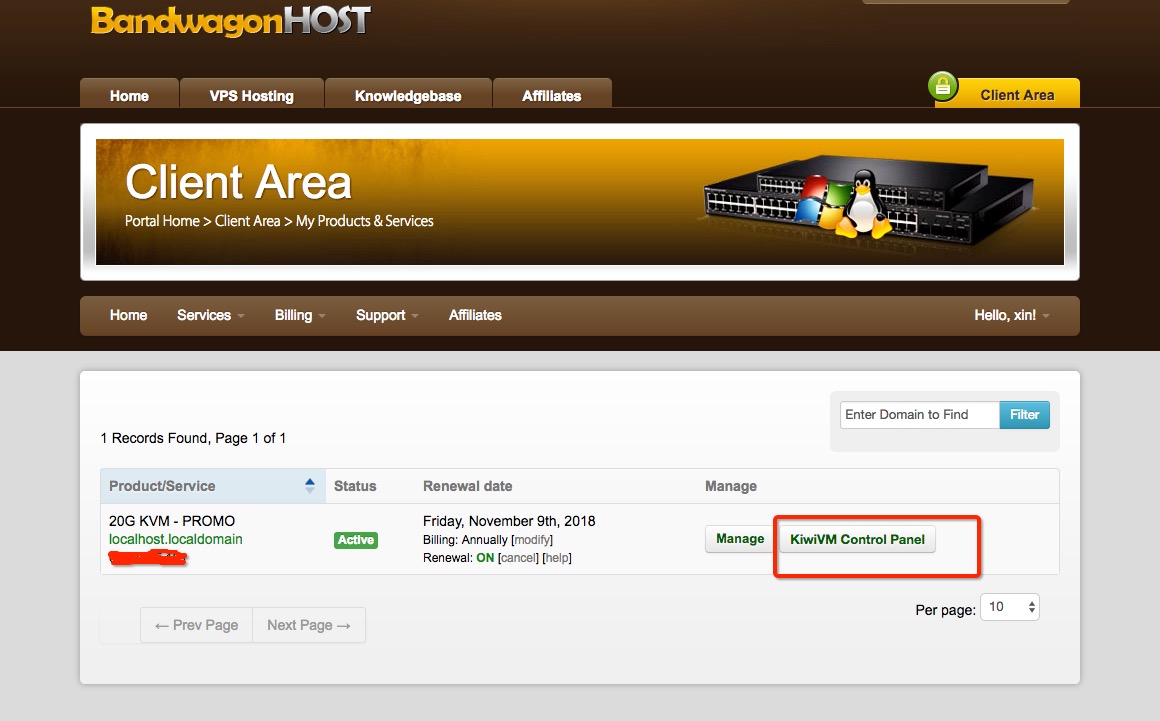 BandwagonHOST
Home VPS Hosting Knowledgebase Affiliates Client Area
Client Area
Portal Home > Client Area > My Products & Services
Home Services Billing Support Affiliates Hello, xin!
Enter Domain to Find Filter
1 Records Found, Page 1 of 1
Product/Service Status Renewal date Manage
20G KVM - PROMO
localhost.localdomain
Active
Friday, November 9th, 2018
Billing: Annually [modify]
Renewal: ON [cancel] [help]
Manage KiwiVM Control Panel
Per page: 10
← Prev Page Next Page →